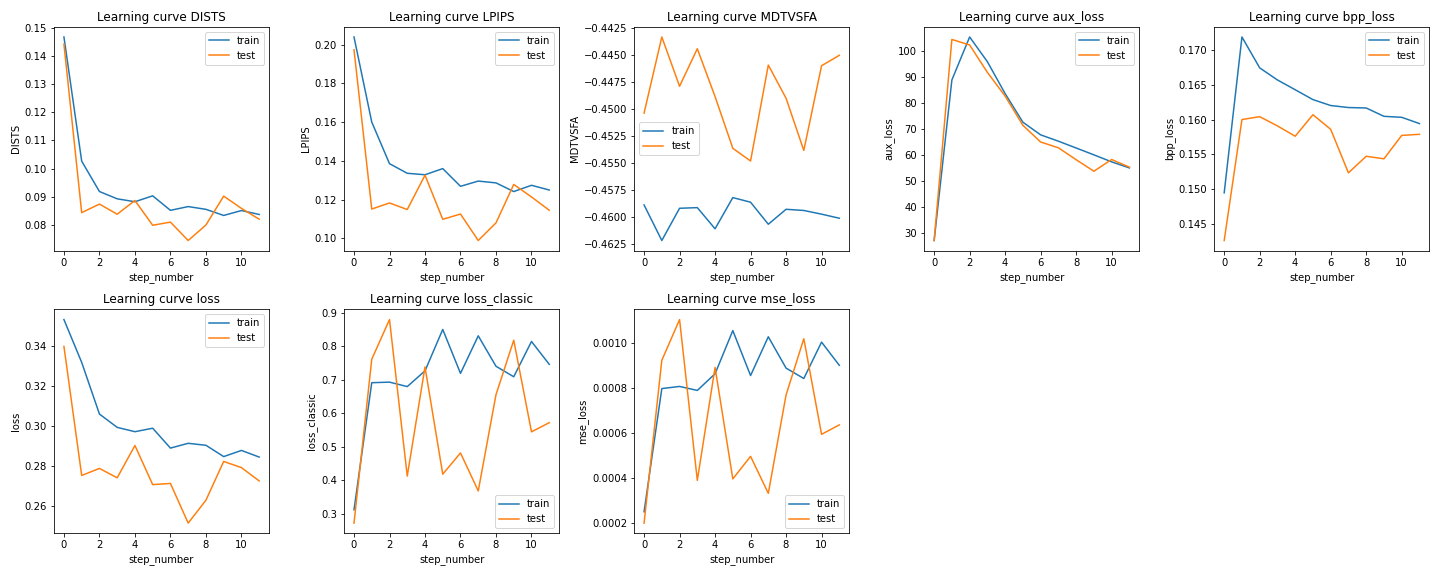 Learning curve DISTS
DISTS
0.15
0.14
0.13
0.12
0.11
0.10
0.09
0.08
train
test
0 2 4 6 8 10
step_number
Learning curve LPIPS
LPIPS
0.20
0.18
0.16
0.14
0.12
0.10
train
test
0 2 4 6 8 10
step_number
Learning curve MDTVSFA
MDTVSFA
−0.4425
−0.4450
−0.4475
−0.4500
−0.4525
−0.4550
−0.4575
−0.4600
−0.4625
train
test
0 2 4 6 8 10
step_number
Learning curve aux_loss
aux_loss
100
90
80
70
60
50
40
30
train
test
0 2 4 6 8 10
step_number
Learning curve bpp_loss
bpp_loss
0.170
0.165
0.160
0.155
0.150
0.145
train
test
0 2 4 6 8 10
step_number
Learning curve loss
loss
0.34
0.32
0.30
0.28
0.26
train
test
0 2 4 6 8 10
step_number
Learning curve loss_classic
loss_classic
0.9
0.8
0.7
0.6
0.5
0.4
0.3
train
test
0 2 4 6 8 10
step_number
Learning curve mse_loss
mse_loss
0.0010
0.0008
0.0006
0.0004
0.0002
train
test
0 2 4 6 8 10
step_number